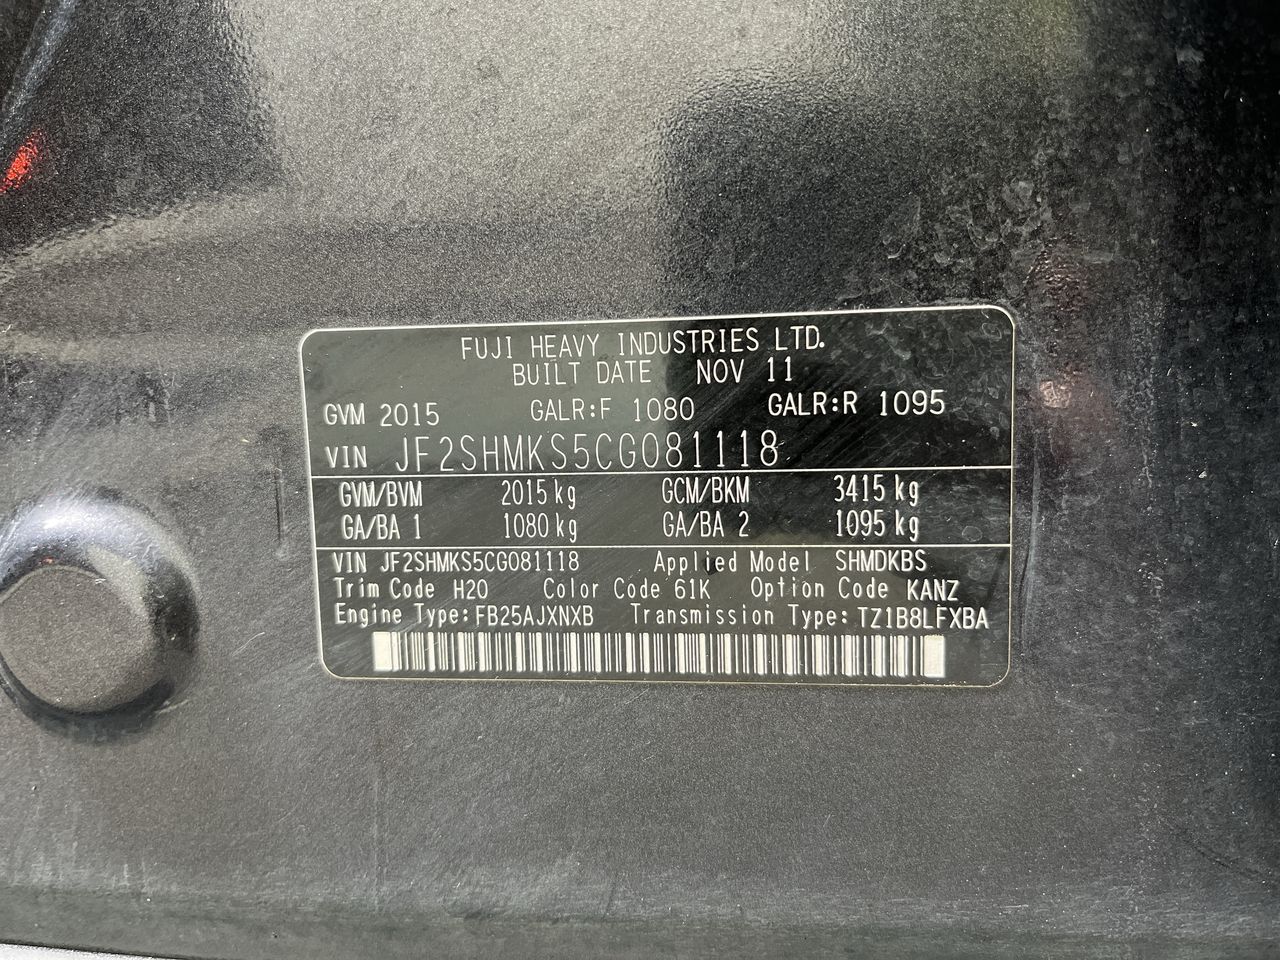 FUJI HEAVY INDUSTRIES LTD.
BUILT DATE NOV 11
GVM 2015 GALR:F 1080 GALR:R 1095
VIN JF2SHMKS5CG081118
GVM/BVM 2015 kg GCM/BKM 3415 kg
GA/BA 1 1080 kg GA/BA 2 1095 kg
VIN JF2SHMKS5CG081118 Applied Model SHMDKBS
Trim Code H20 Color Code 61K Option Code KANZ
Engine Type: FB25AJXNXB Transmission Type: TZ1B8LFXBA